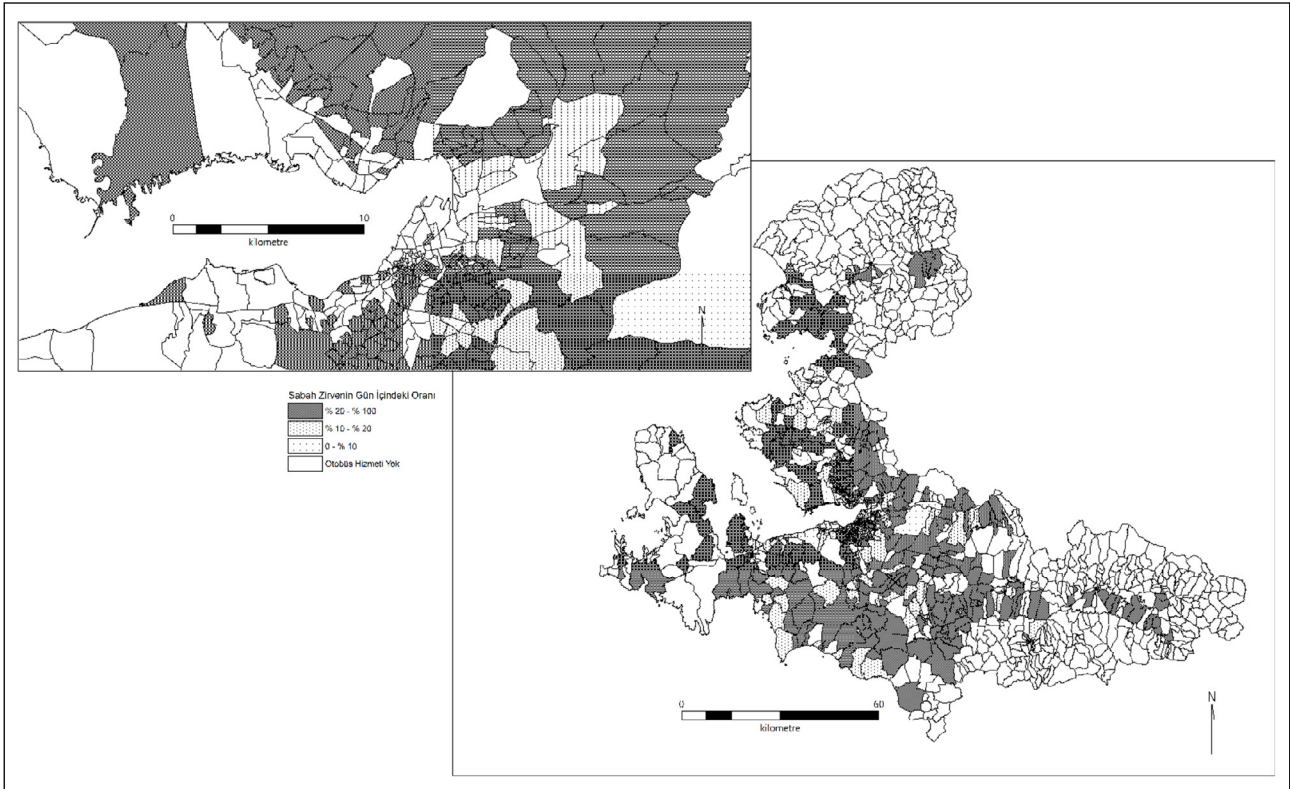 0 10
kilometre
N
Sabah Zirvenin Gün İçindeki Oranı
% 20 - % 100
% 10 - % 20
0 - % 10
Otobüs Hizmeti Yok
0 60
kilometre
N